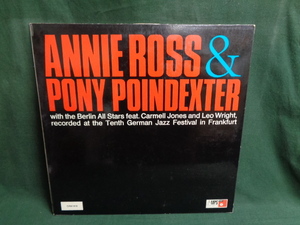 ANNIE ROSS &
PONY POINDEXTER
with the Berlin All Stars feat. Carmell Jones and Leo Wright,
recorded at the Tenth German Jazz Festival in Frankfurt
MPS